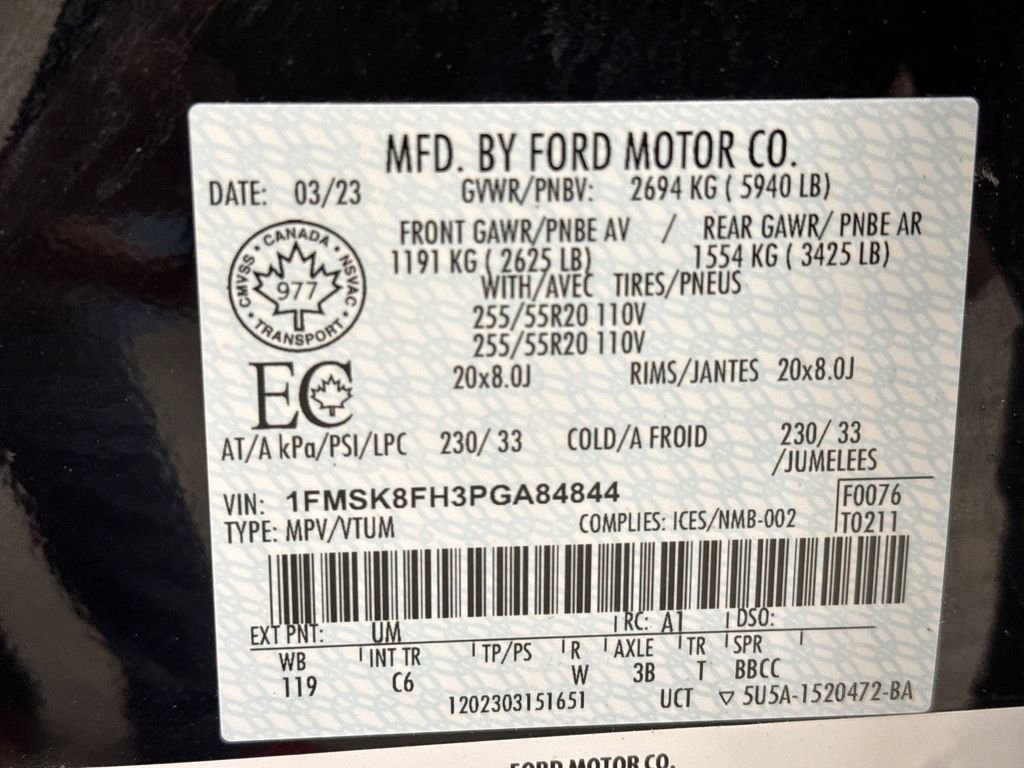 MFD. BY FORD MOTOR CO.
DATE: 03/23 GVWR/PNBV: 2694 KG ( 5940 LB)
FRONT GAWR/PNBE AV / REAR GAWR/ PNBE AR
1191 KG ( 2625 LB) 1554 KG ( 3425 LB)
WITH/AVEC TIRES/PNEUS
255/55R20 110V
255/55R20 110V
20x8.0J RIMS/JANTES 20x8.0J
CMVSS • CANADA • NSVAC • TRANSPORT •
977
EC
AT/A kPa/PSI/LPC 230/ 33 COLD/A FROID 230/ 33
/JUMELEES
VIN: 1FMSK8FH3PGA84844 F0076
TYPE: MPV/VTUM COMPLIES: ICES/NMB-002 T0211
EXT PNT: UM RC: A1 DSO:
WB INT TR TP/PS R AXLE TR SPR
119 C6 W 3B T BBCC
1202303151651 UCT ▽ 5U5A-1520472-BA
FORD MOTOR CO.